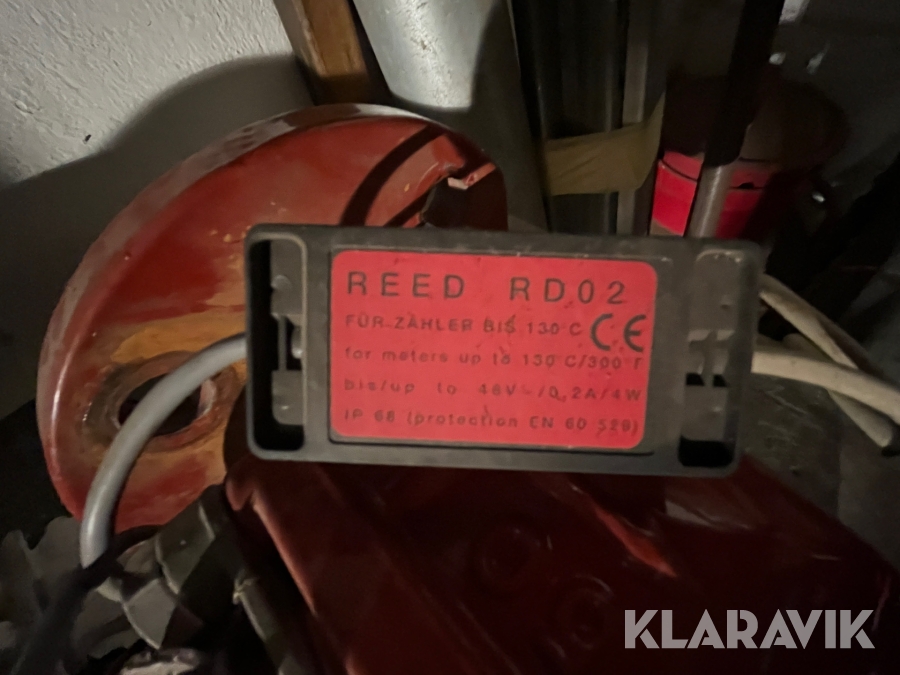 REED RD02
FÜR ZÄHLER BIS 130 C CE
for meters up to 130 C/300 F
bis/up to 48V~/0,2A/4W
IP 68 (protection EN 60 529)
KLARAVIK